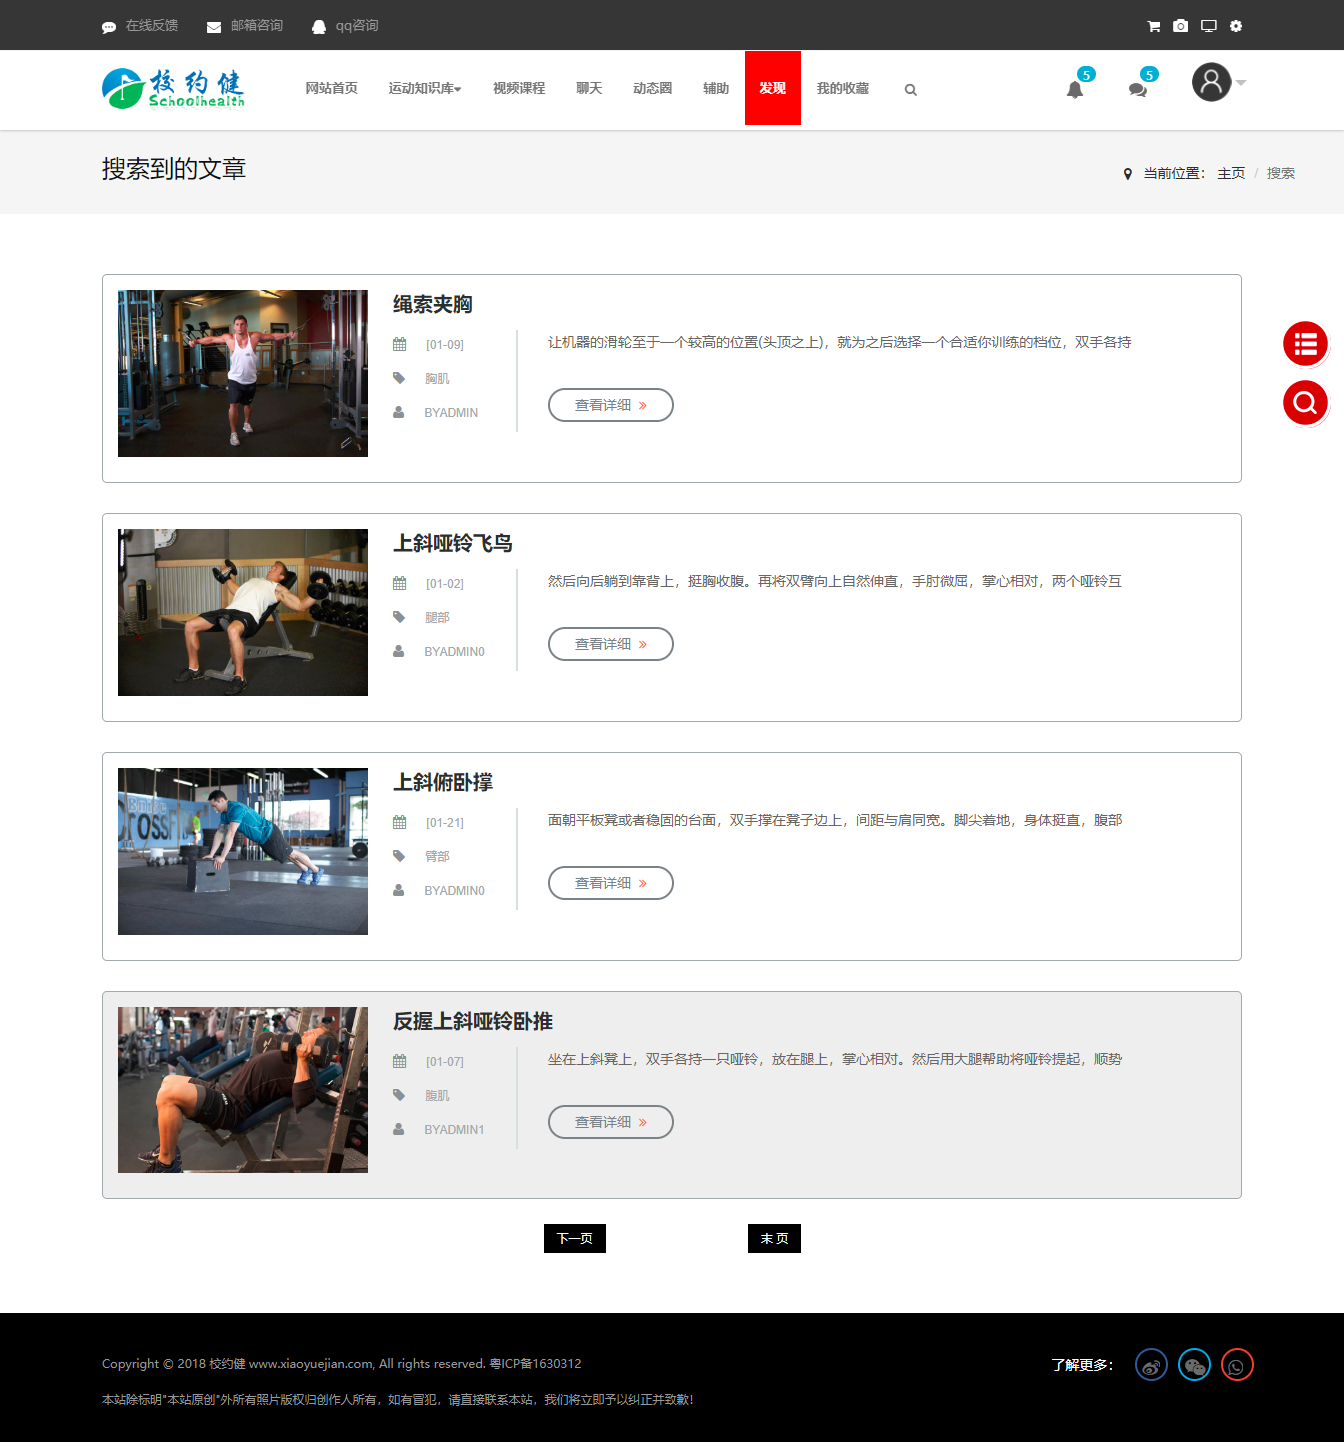 在线反馈 邮箱咨询 qq咨询
校约健
Schoolhealth
网站首页 运动知识库 视频课程 聊天 动态圈 辅助 发现 我的收藏 5 5
搜索到的文章
当前位置： 主页 / 搜索
绳索夹胸
[01-09]
让机器的滑轮至于一个较高的位置(头顶之上)，就为之后选择一个合适你训练的档位，双手各持
胸肌
BYADMIN
查看详细 »
上斜哑铃飞鸟
[01-02]
然后向后躺到靠背上，挺胸收腹。再将双臂向上自然伸直，手肘微屈，掌心相对，两个哑铃互
腿部
BYADMIN0
查看详细 »
上斜俯卧撑
[01-21]
面朝平板凳或者稳固的台面，双手撑在凳子边上，间距与肩同宽。脚尖着地，身体挺直，腹部
臂部
BYADMIN0
查看详细 »
反握上斜哑铃卧推
[01-07]
坐在上斜凳上，双手各持一只哑铃，放在腿上，掌心相对。然后用大腿帮助将哑铃提起，顺势
腹肌
BYADMIN1
查看详细 »
下一页 末 页
Copyright © 2018 校约健 www.xiaoyuejian.com, All rights reserved. 粤ICP备1630312
了解更多：
本站除标明"本站原创"外所有照片版权归创作人所有，如有冒犯，请直接联系本站，我们将立即予以纠正并致歉！